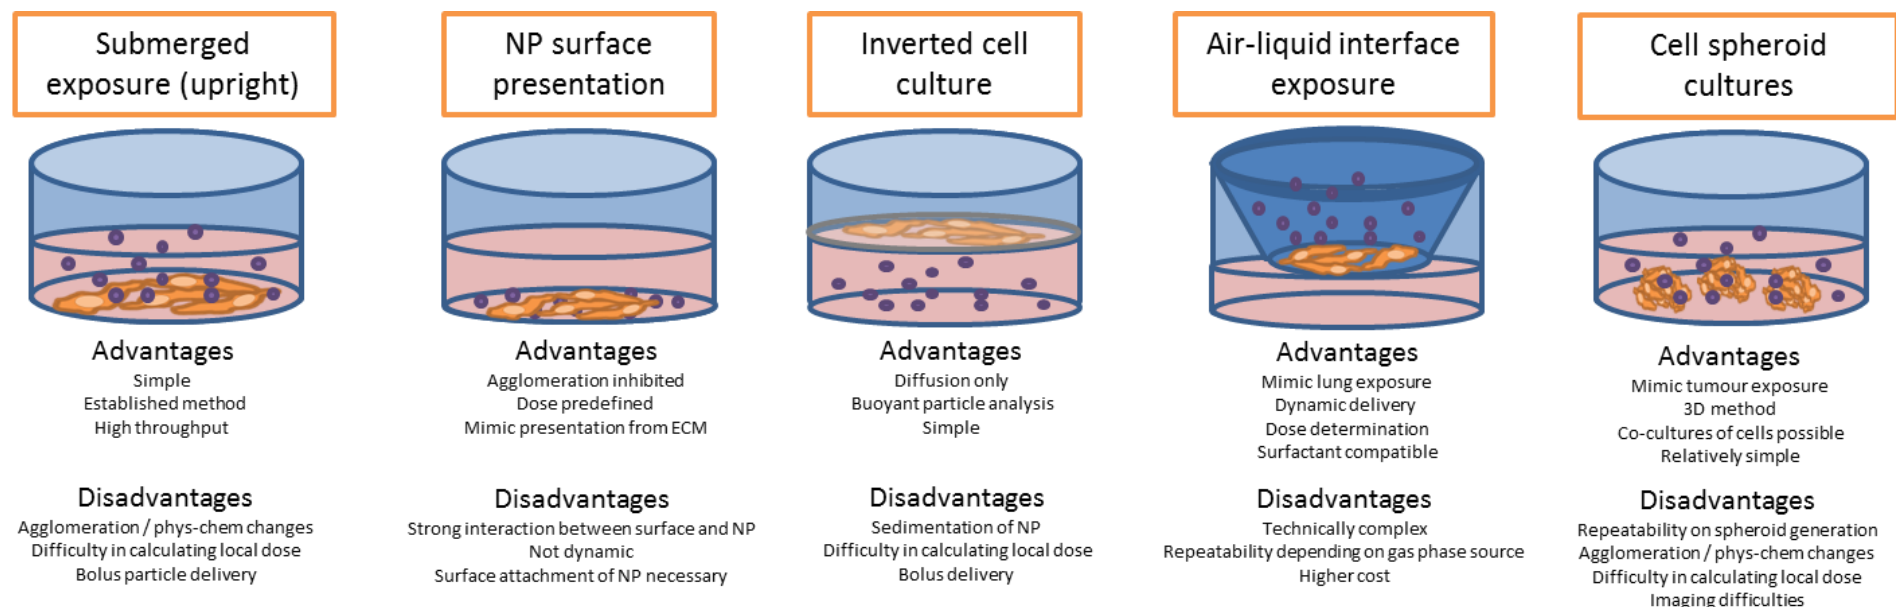 Submerged
exposure (upright)
Advantages
Simple
Established method
High throughput
Disadvantages
Agglomeration / phys-chem changes
Difficulty in calculating local dose
Bolus particle delivery
NP surface
presentation
Advantages
Agglomeration inhibited
Dose predefined
Mimic presentation from ECM
Disadvantages
Strong interaction between surface and NP
Not dynamic
Surface attachment of NP necessary
Inverted cell
culture
Advantages
Diffusion only
Buoyant particle analysis
Simple
Disadvantages
Sedimentation of NP
Difficulty in calculating local dose
Bolus delivery
Air-liquid interface
exposure
Advantages
Mimic lung exposure
Dynamic delivery
Dose determination
Surfactant compatible
Disadvantages
Technically complex
Repeatability depending on gas phase source
Higher cost
Cell spheroid
cultures
Advantages
Mimic tumour exposure
3D method
Co-cultures of cells possible
Relatively simple
Disadvantages
Repeatability on spheroid generation
Agglomeration / phys-chem changes
Difficulty in calculating local dose
Imaging difficulties